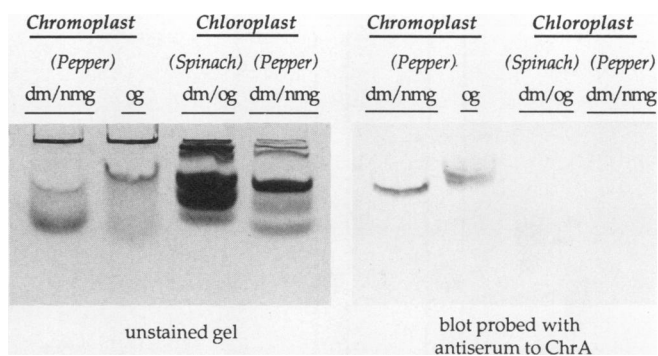 Chromoplast Chloroplast Chromoplast Chloroplast
(Pepper) (Spinach) (Pepper) (Pepper) (Spinach) (Pepper)
dm/nmg og dm/og dm/nmg dm/nmg og dm/og dm/nmg
unstained gel
blot probed with
antiserum to ChrA